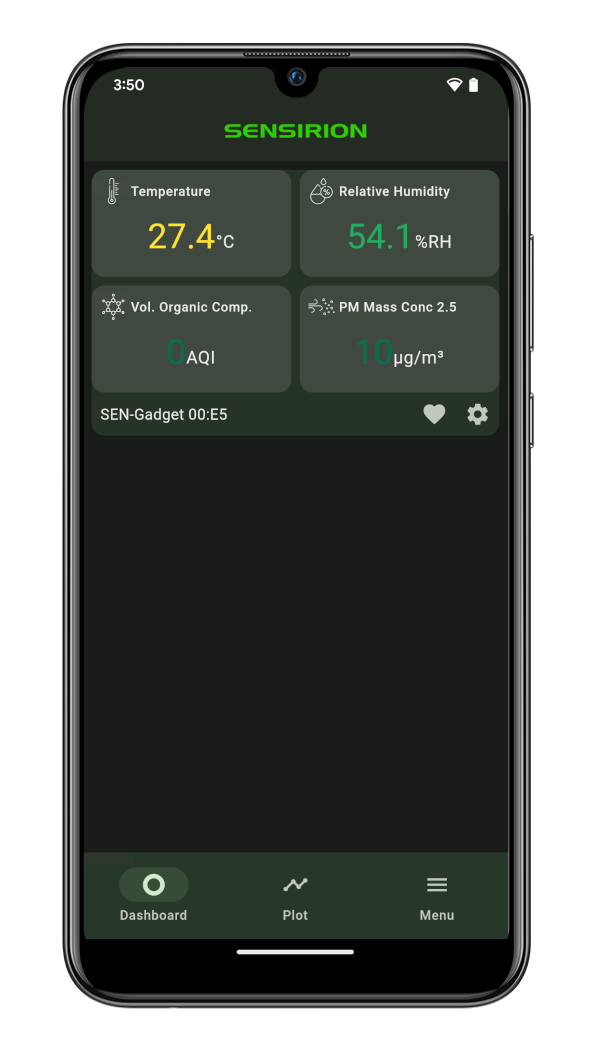 3:50
SENSIRION
Temperature
27.4°C
Relative Humidity
54.1%RH
Vol. Organic Comp.
0AQI
PM Mass Conc 2.5
10µg/m³
SEN-Gadget 00:E5
Dashboard
Plot
Menu